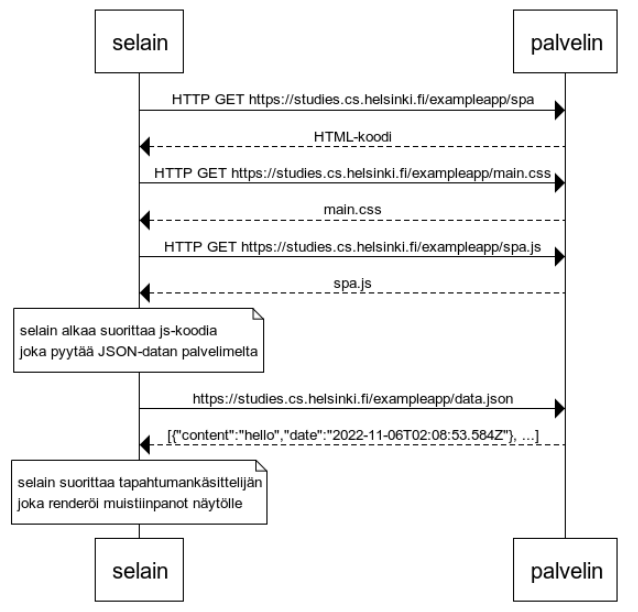 selain
palvelin
HTTP GET https://studies.cs.helsinki.fi/exampleapp/spa
HTML-koodi
HTTP GET https://studies.cs.helsinki.fi/exampleapp/main.css
main.css
HTTP GET https://studies.cs.helsinki.fi/exampleapp/spa.js
spa.js
selain alkaa suorittaa js-koodia
joka pyytää JSON-datan palvelimelta
https://studies.cs.helsinki.fi/exampleapp/data.json
[{"content":"hello","date":"2022-11-06T02:08:53.584Z"}, ...]
selain suorittaa tapahtumankäsittelijän
joka renderöi muistiinpanot näytölle
selain
palvelin